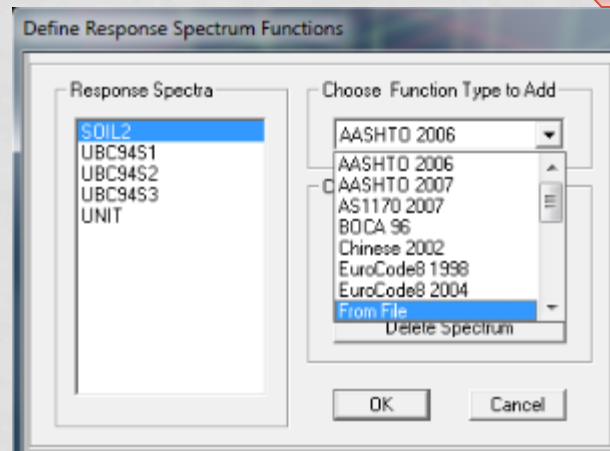 Define Response Spectrum Functions
Response Spectra
SOIL2
UBC94S1
UBC94S2
UBC94S3
UNIT
Choose Function Type to Add
AASHTO 2006
AASHTO 2006
AASHTO 2007
AS1170 2007
BOCA 96
Chinese 2002
EuroCode8 1998
EuroCode8 2004
From File
Delete Spectrum
OK
Cancel